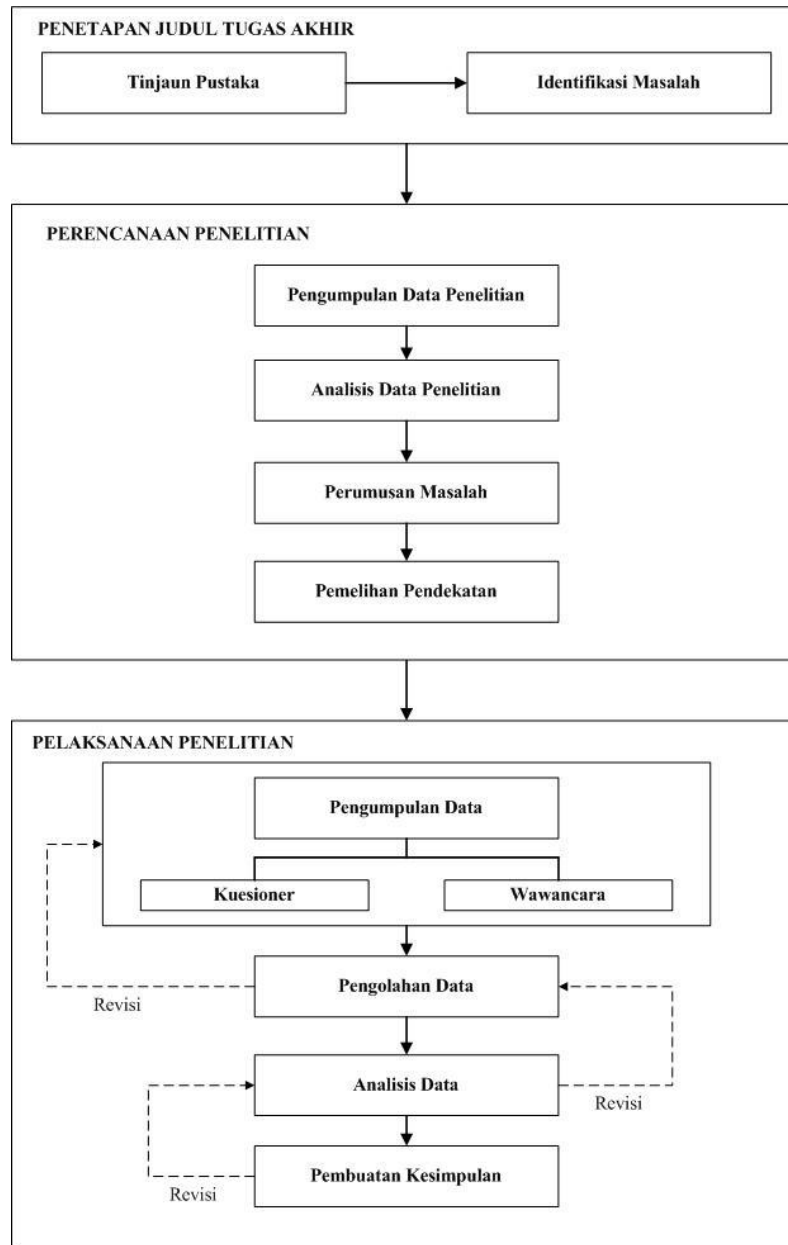 PENETAPAN JUDUL TUGAS AKHIR
Tinjaun Pustaka
Identifikasi Masalah
PERENCANAAN PENELITIAN
Pengumpulan Data Penelitian
Analisis Data Penelitian
Perumusan Masalah
Pemelihan Pendekatan
PELAKSANAAN PENELITIAN
Pengumpulan Data
Kuesioner
Wawancara
Pengolahan Data
Revisi
Analisis Data
Revisi
Pembuatan Kesimpulan
Revisi